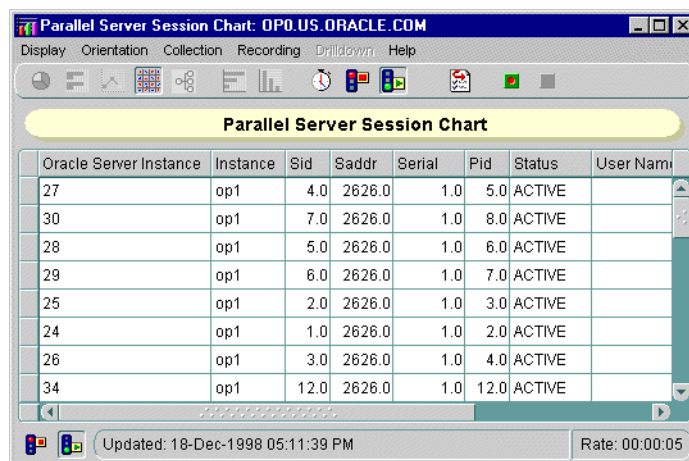 Parallel Server Session Chart: OP0.US.ORACLE.COM
Display Orientation Collection Recording Drilldown Help
Parallel Server Session Chart
Oracle Server Instance Instance Sid Saddr Serial Pid Status User Nam
27 op1 4.0 2626.0 1.0 5.0 ACTIVE
30 op1 7.0 2626.0 1.0 8.0 ACTIVE
28 op1 5.0 2626.0 1.0 6.0 ACTIVE
29 op1 6.0 2626.0 1.0 7.0 ACTIVE
25 op1 2.0 2626.0 1.0 3.0 ACTIVE
24 op1 1.0 2626.0 1.0 2.0 ACTIVE
26 op1 3.0 2626.0 1.0 4.0 ACTIVE
34 op1 12.0 2626.0 1.0 12.0 ACTIVE
Updated: 18-Dec-1998 05:11:39 PM Rate: 00:00:05